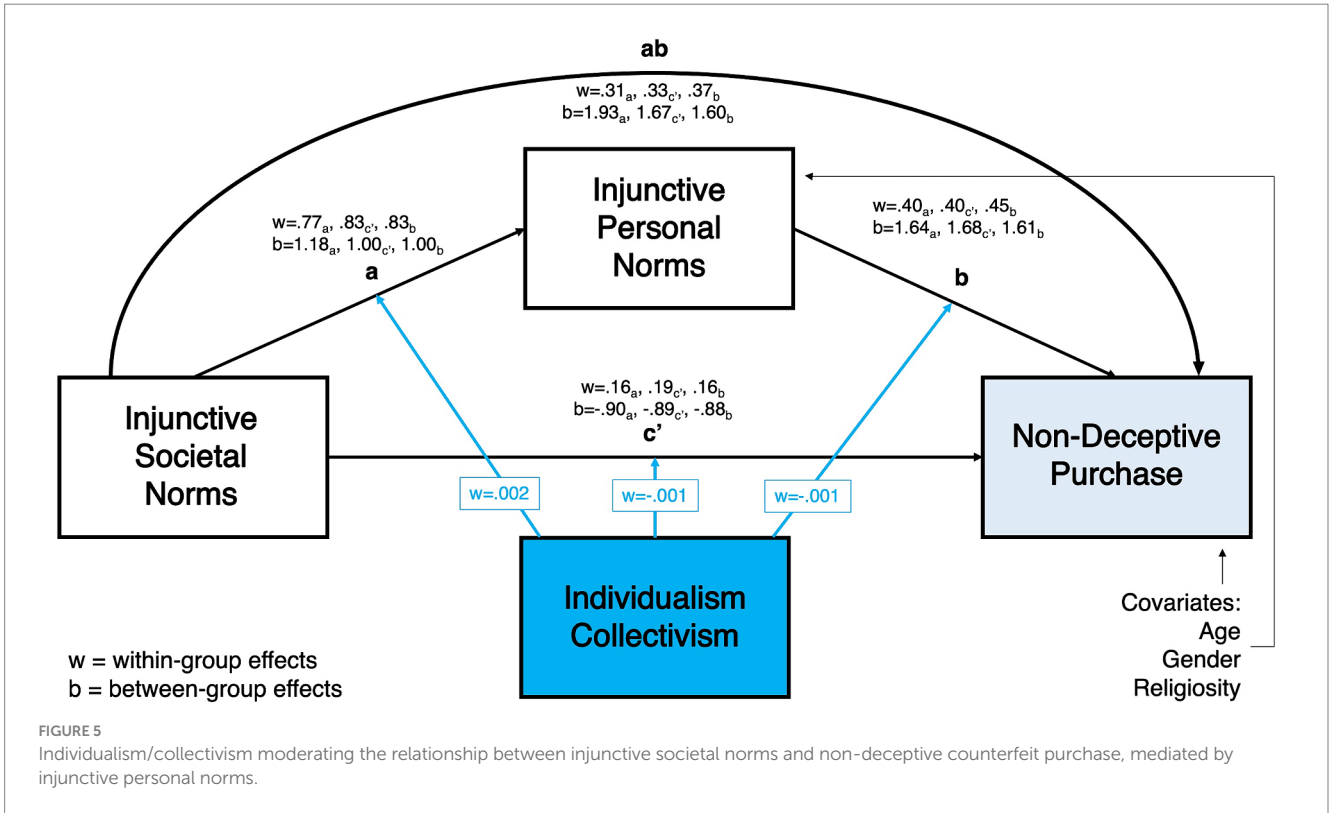 ab
w=.31a, .33c', .37b
b=1.93a, 1.67c', 1.60b
Injunctive
Personal
Norms
w=.77a, .83c', .83b
b=1.18a, 1.00c', 1.00b
a
w=.40a, .40c', .45b
b=1.64a, 1.68c', 1.61b
b
Injunctive
Societal
Norms
w=.16a, .19c', .16b
b=-.90a, -.89c', -.88b
c’
Non-Deceptive
Purchase
w=.002
w=-.001
w=-.001
Individualism
Collectivism
Covariates:
Age
Gender
Religiosity
w = within-group effects
b = between-group effects
FIGURE 5
Individualism/collectivism moderating the relationship between injunctive societal norms and non-deceptive counterfeit purchase, mediated by
injunctive personal norms.